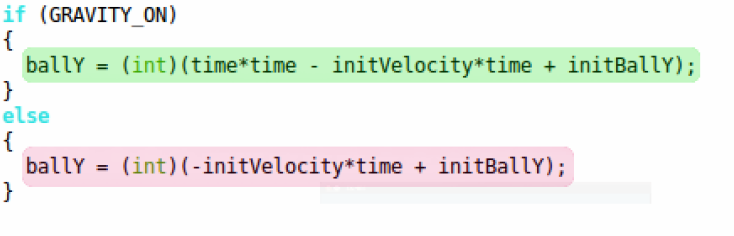 if (GRAVITY_ON)
{
ballY = (int)(time*time - initVelocity*time + initBallY);
}
else
{
ballY = (int)(-initVelocity*time + initBallY);
}